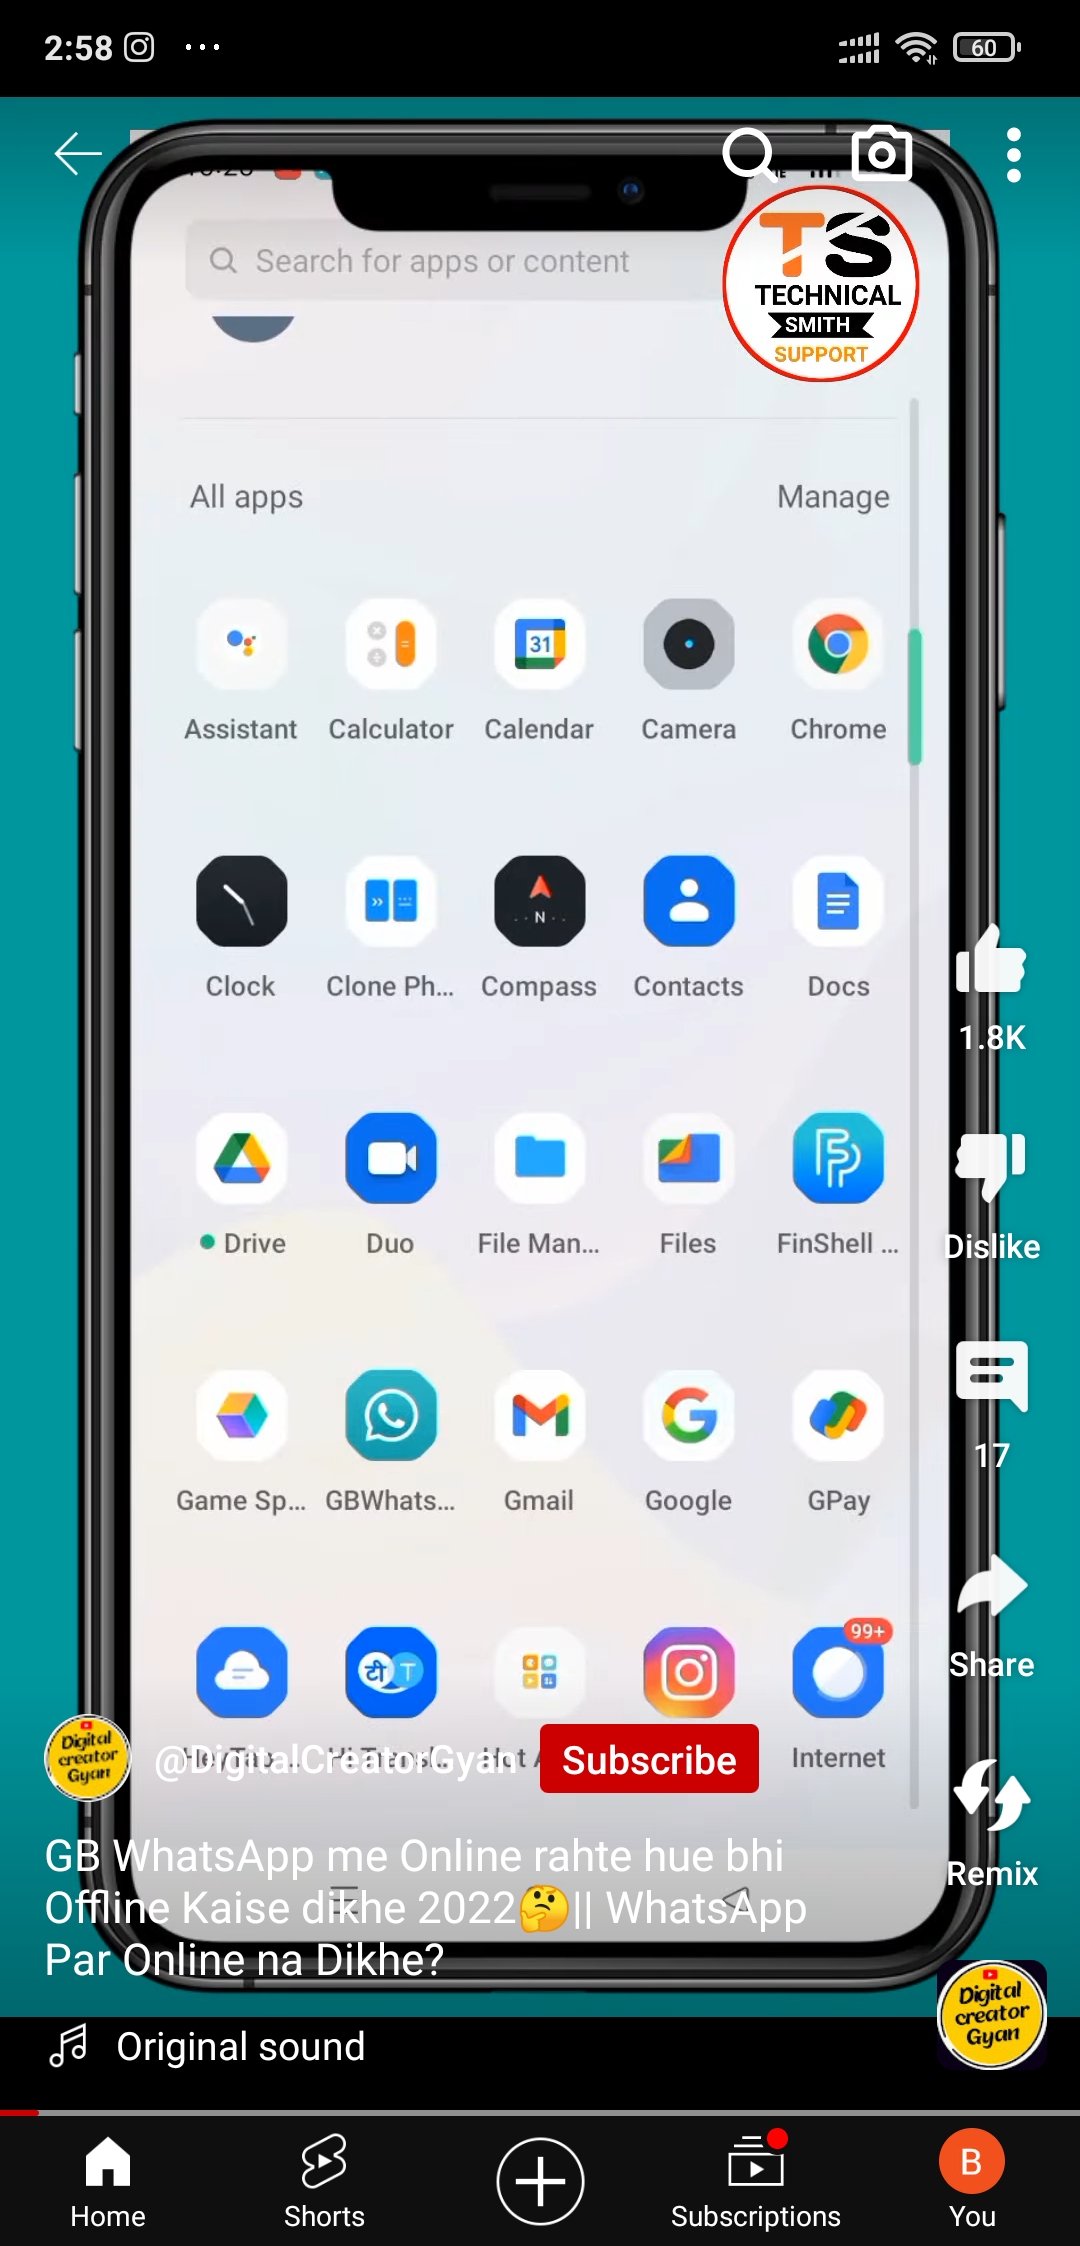 2:58
60
Search for apps or content
TS
TECHNICAL
SMITH
SUPPORT
All apps
Manage
31
Assistant
Calculator
Calendar
Camera
Chrome
N
Clock
Clone Ph...
Compass
Contacts
Docs
Drive
Duo
File Man...
Files
FinShell ...
Game Sp...
GBWhats...
Gmail
Google
GPay
टी T
99+
Internet
1.8K
Dislike
17
Share
Remix
Digital
creator
Gyan
@DigitalCreatorGyan
Subscribe
GB WhatsApp me Online rahte hue bhi
Offline Kaise dikhe 2022🤔|| WhatsApp
Par Online na Dikhe?
Digital
creator
Gyan
Original sound
Home
Shorts
Subscriptions
B
You